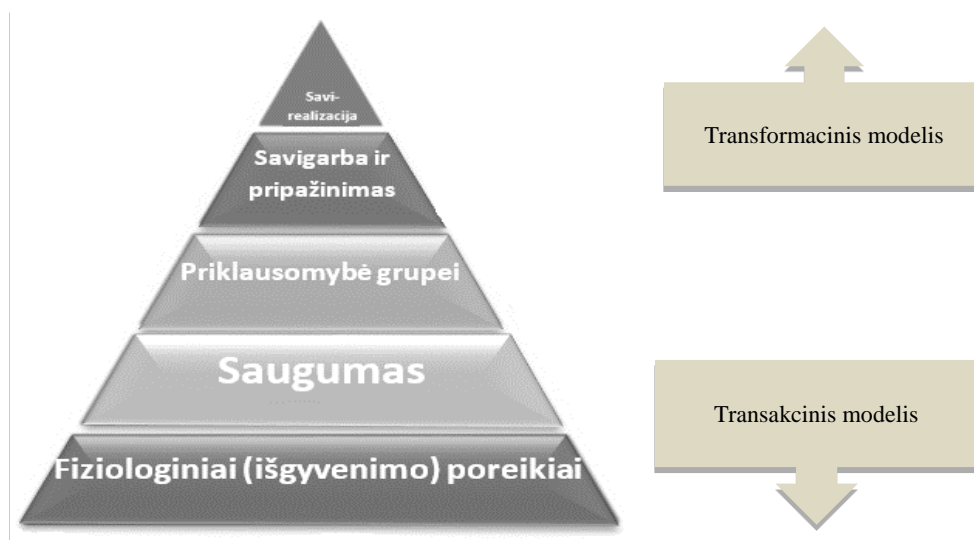 Savi-
realizacija
Savigarba ir
pripažinimas
Priklausomybė grupei
Saugumas
Fiziologiniai (išgyvenimo) poreikiai
Transformacinis modelis
Transakcinis modelis